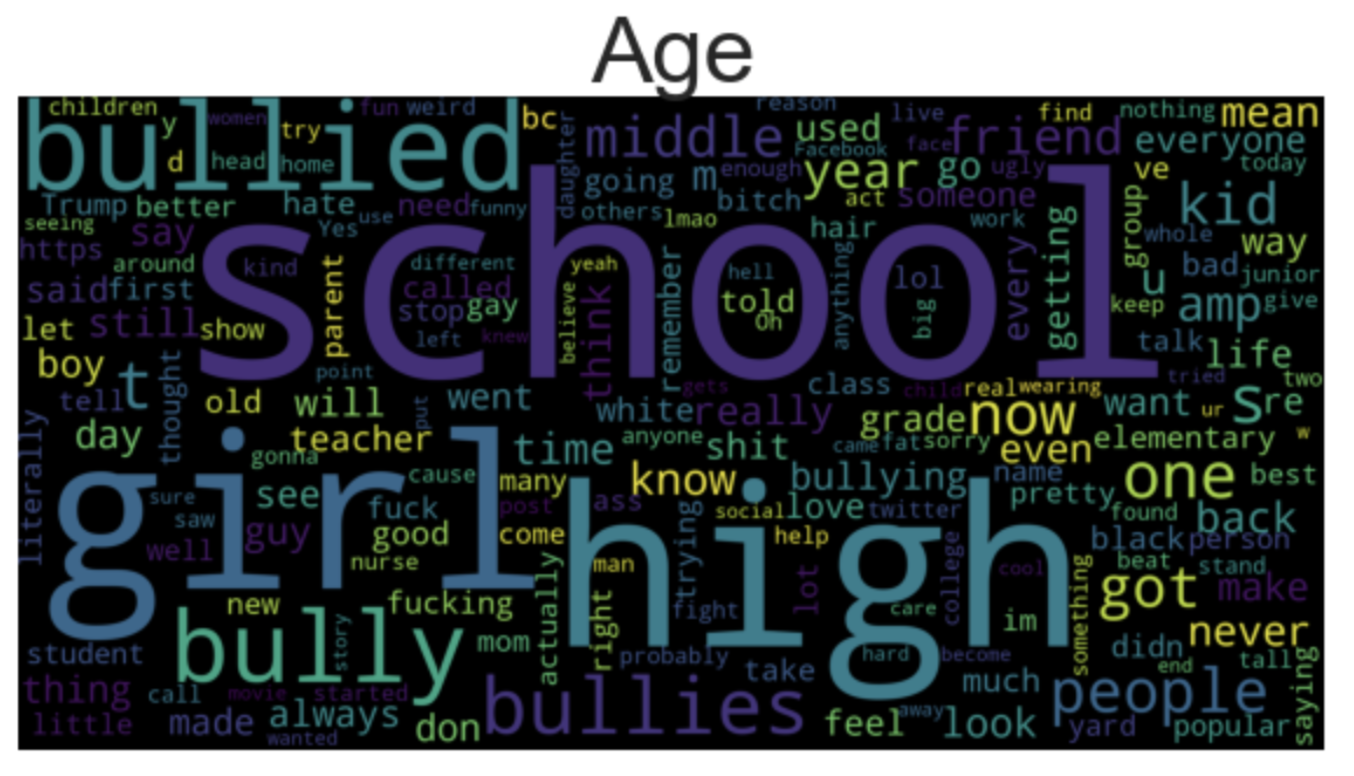 Age
children y women try fun weird bc reason live find nothing mean
bullied d head home daughter middle used Facebook face friend everyone today
going m enough year go ugly ve
Trump better hate need funny others bitch act someone group kid
seeing Yes use lmao hair work whole way
https say school getting
around kind parent different yeah remember hell anything lol every u bad junior
said first called believe think told Oh big keep amp give
let still show stop gay left knew talk life
boy t thought point gets class child real wearing tried two
tell old will put went white really grade now want ur s re
literally day teacher time anyone shit came fat sorry even elementary w
gonna cause many know bullying name one best
girl sure see fuck post ass social love twitter pretty found back
saw guy good come trying help college black person
well nurse man high cool something beat stand
new fucking actually right fight lot care im got make
bully story mom hard become didn never
student probably take much end tall
thing call movie started bullies away people saying
little made wanted always don feel look yard popular